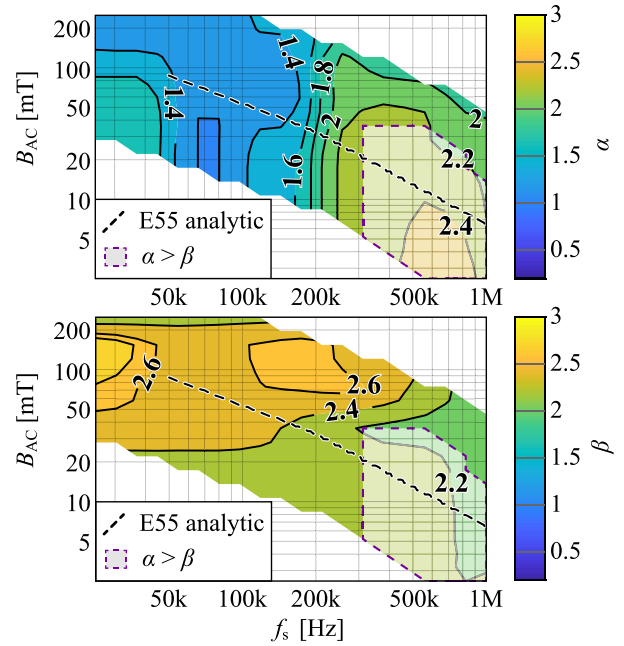 200
100
50
20
10
5
B_AC [mT]
1.4
1.4
1.8
2
1.6
2
2.2
2.4
E55 analytic
α > β
50k
100k
200k
500k
1M
3
2.5
2
1.5
1
0.5
α
200
100
50
20
10
5
B_AC [mT]
2.6
2.6
2.4
2.2
E55 analytic
α > β
50k
100k
200k
500k
1M
f_s [Hz]
3
2.5
2
1.5
1
0.5
β